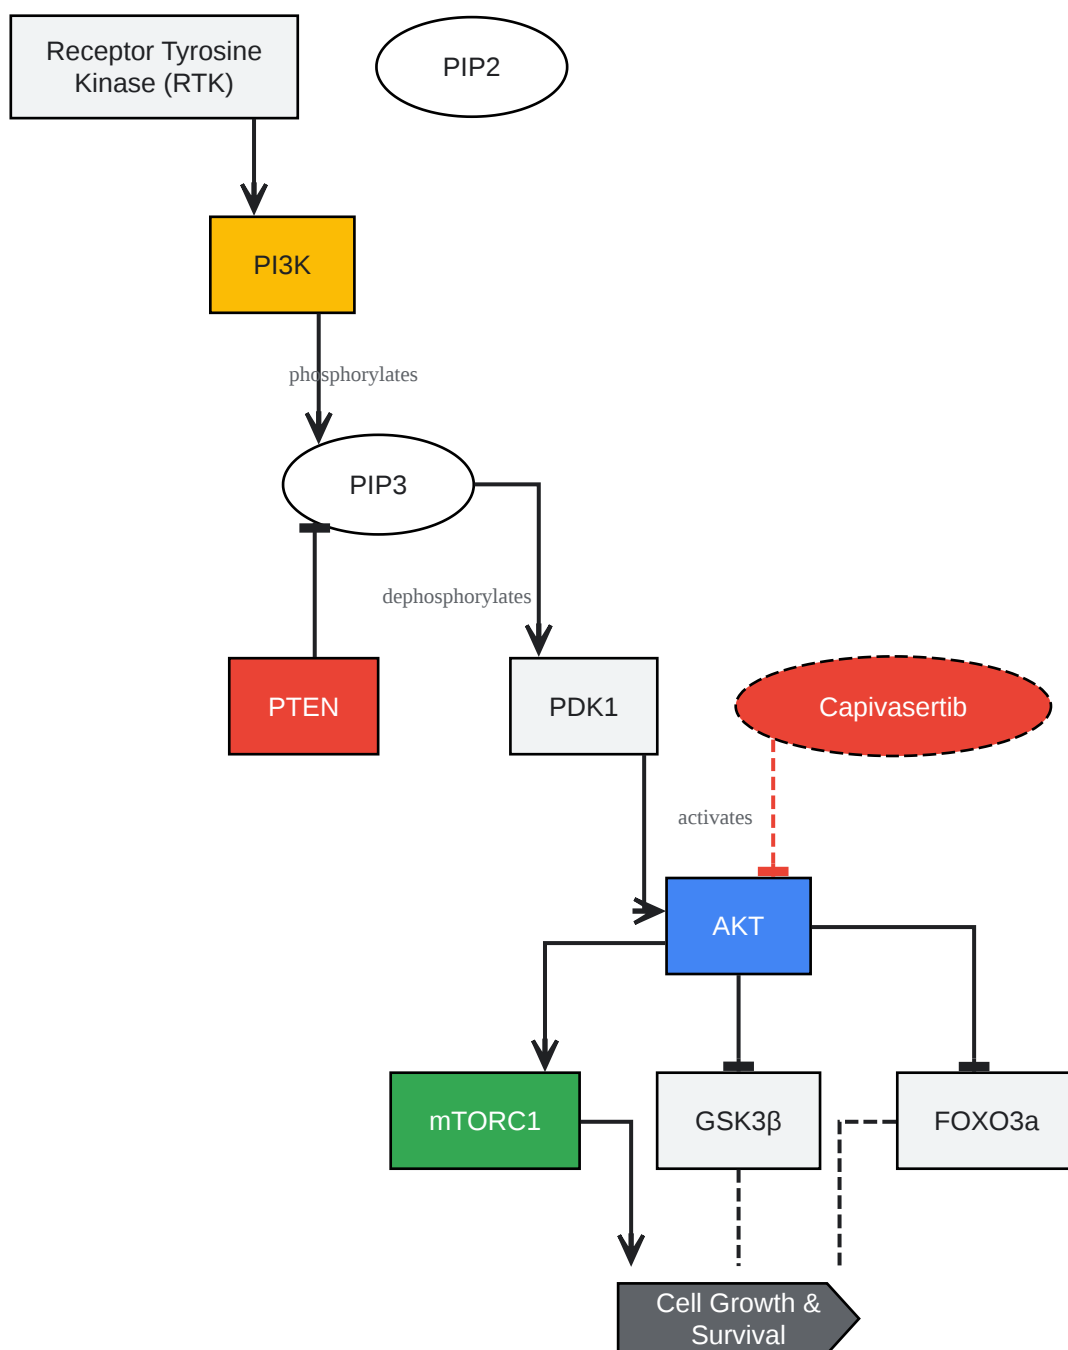 Receptor Tyrosine
Kinase (RTK)
PIP2
PI3K
phosphorylates
PIP3
dephosphorylates
PTEN
PDK1
Capivasertib
activates
AKT
mTORC1
GSK3β
FOXO3a
Cell Growth &
Survival